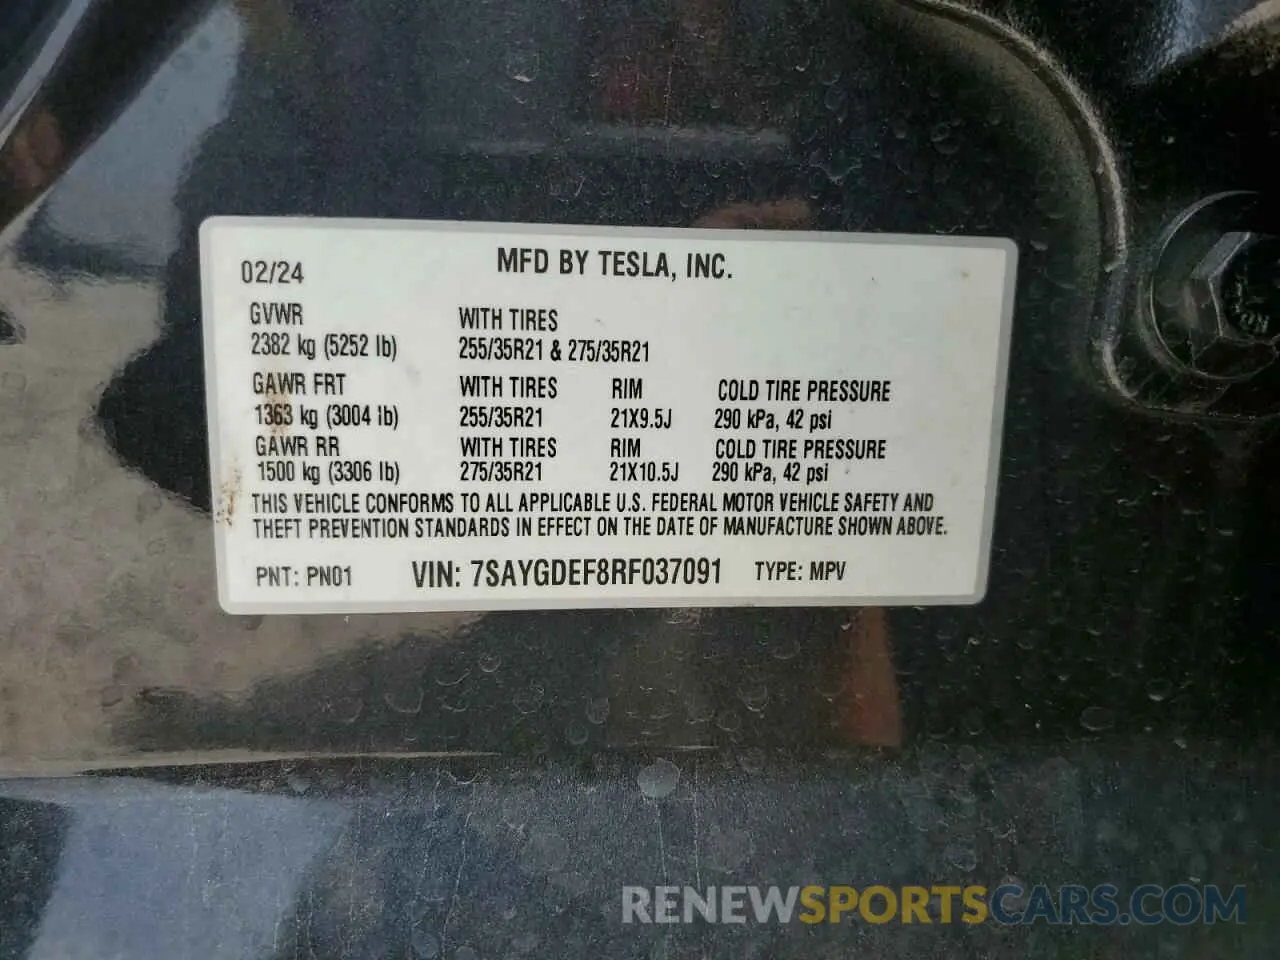 02/24 MFD BY TESLA, INC.
GVWR WITH TIRES
2382 kg (5252 lb) 255/35R21 & 275/35R21
GAWR FRT WITH TIRES RIM COLD TIRE PRESSURE
1363 kg (3004 lb) 255/35R21 21X9.5J 290 kPa, 42 psi
GAWR RR WITH TIRES RIM COLD TIRE PRESSURE
1500 kg (3306 lb) 275/35R21 21X10.5J 290 kPa, 42 psi
THIS VEHICLE CONFORMS TO ALL APPLICABLE U.S. FEDERAL MOTOR VEHICLE SAFETY AND
THEFT PREVENTION STANDARDS IN EFFECT ON THE DATE OF MANUFACTURE SHOWN ABOVE.
PNT: PN01 VIN: 7SAYGDEF8RF037091 TYPE: MPV
RENEWSPORTSCARS.COM